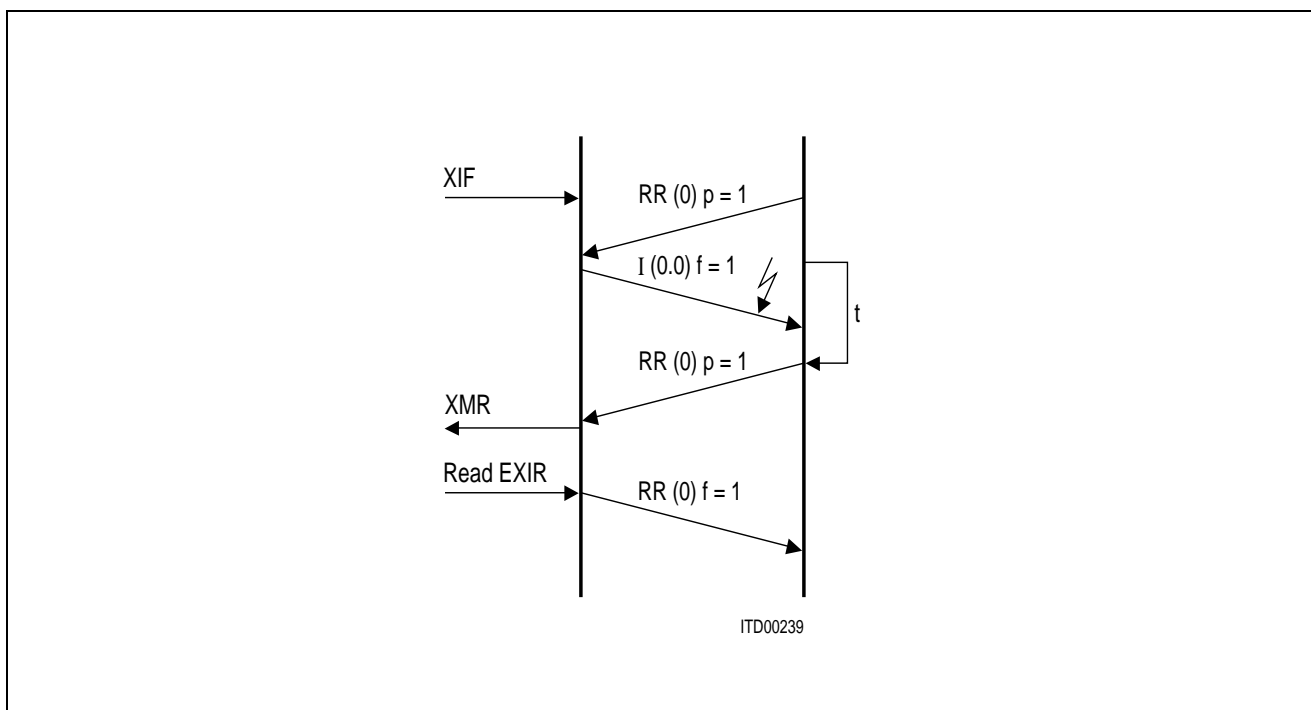 XIF
RR (0) p = 1
I (0.0) f = 1
t
RR (0) p = 1
XMR
Read EXIR
RR (0) f = 1
ITD00239